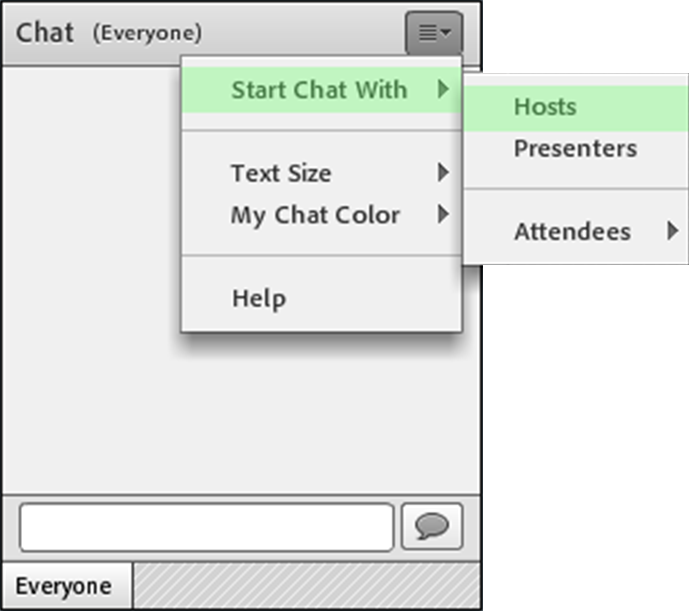 Chat (Everyone)
Start Chat With
Hosts
Presenters
Text Size
My Chat Color
Attendees
Help
Everyone